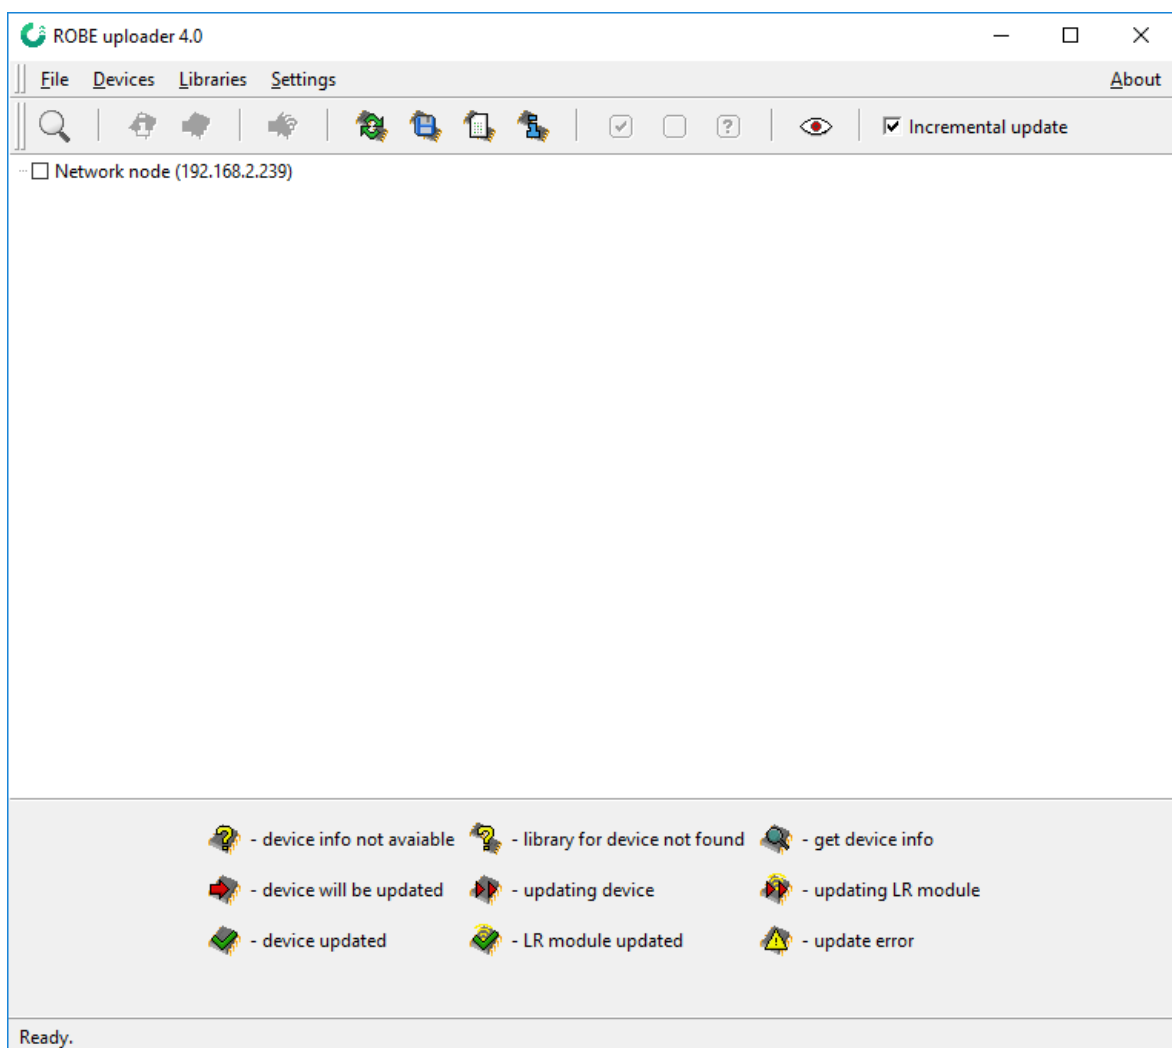 ROBE uploader 4.0
File Devices Libraries Settings About
Incremental update
Network node (192.168.2.239)
- device info not avaiable - library for device not found - get device info
- device will be updated - updating device - updating LR module
- device updated - LR module updated - update error
Ready.